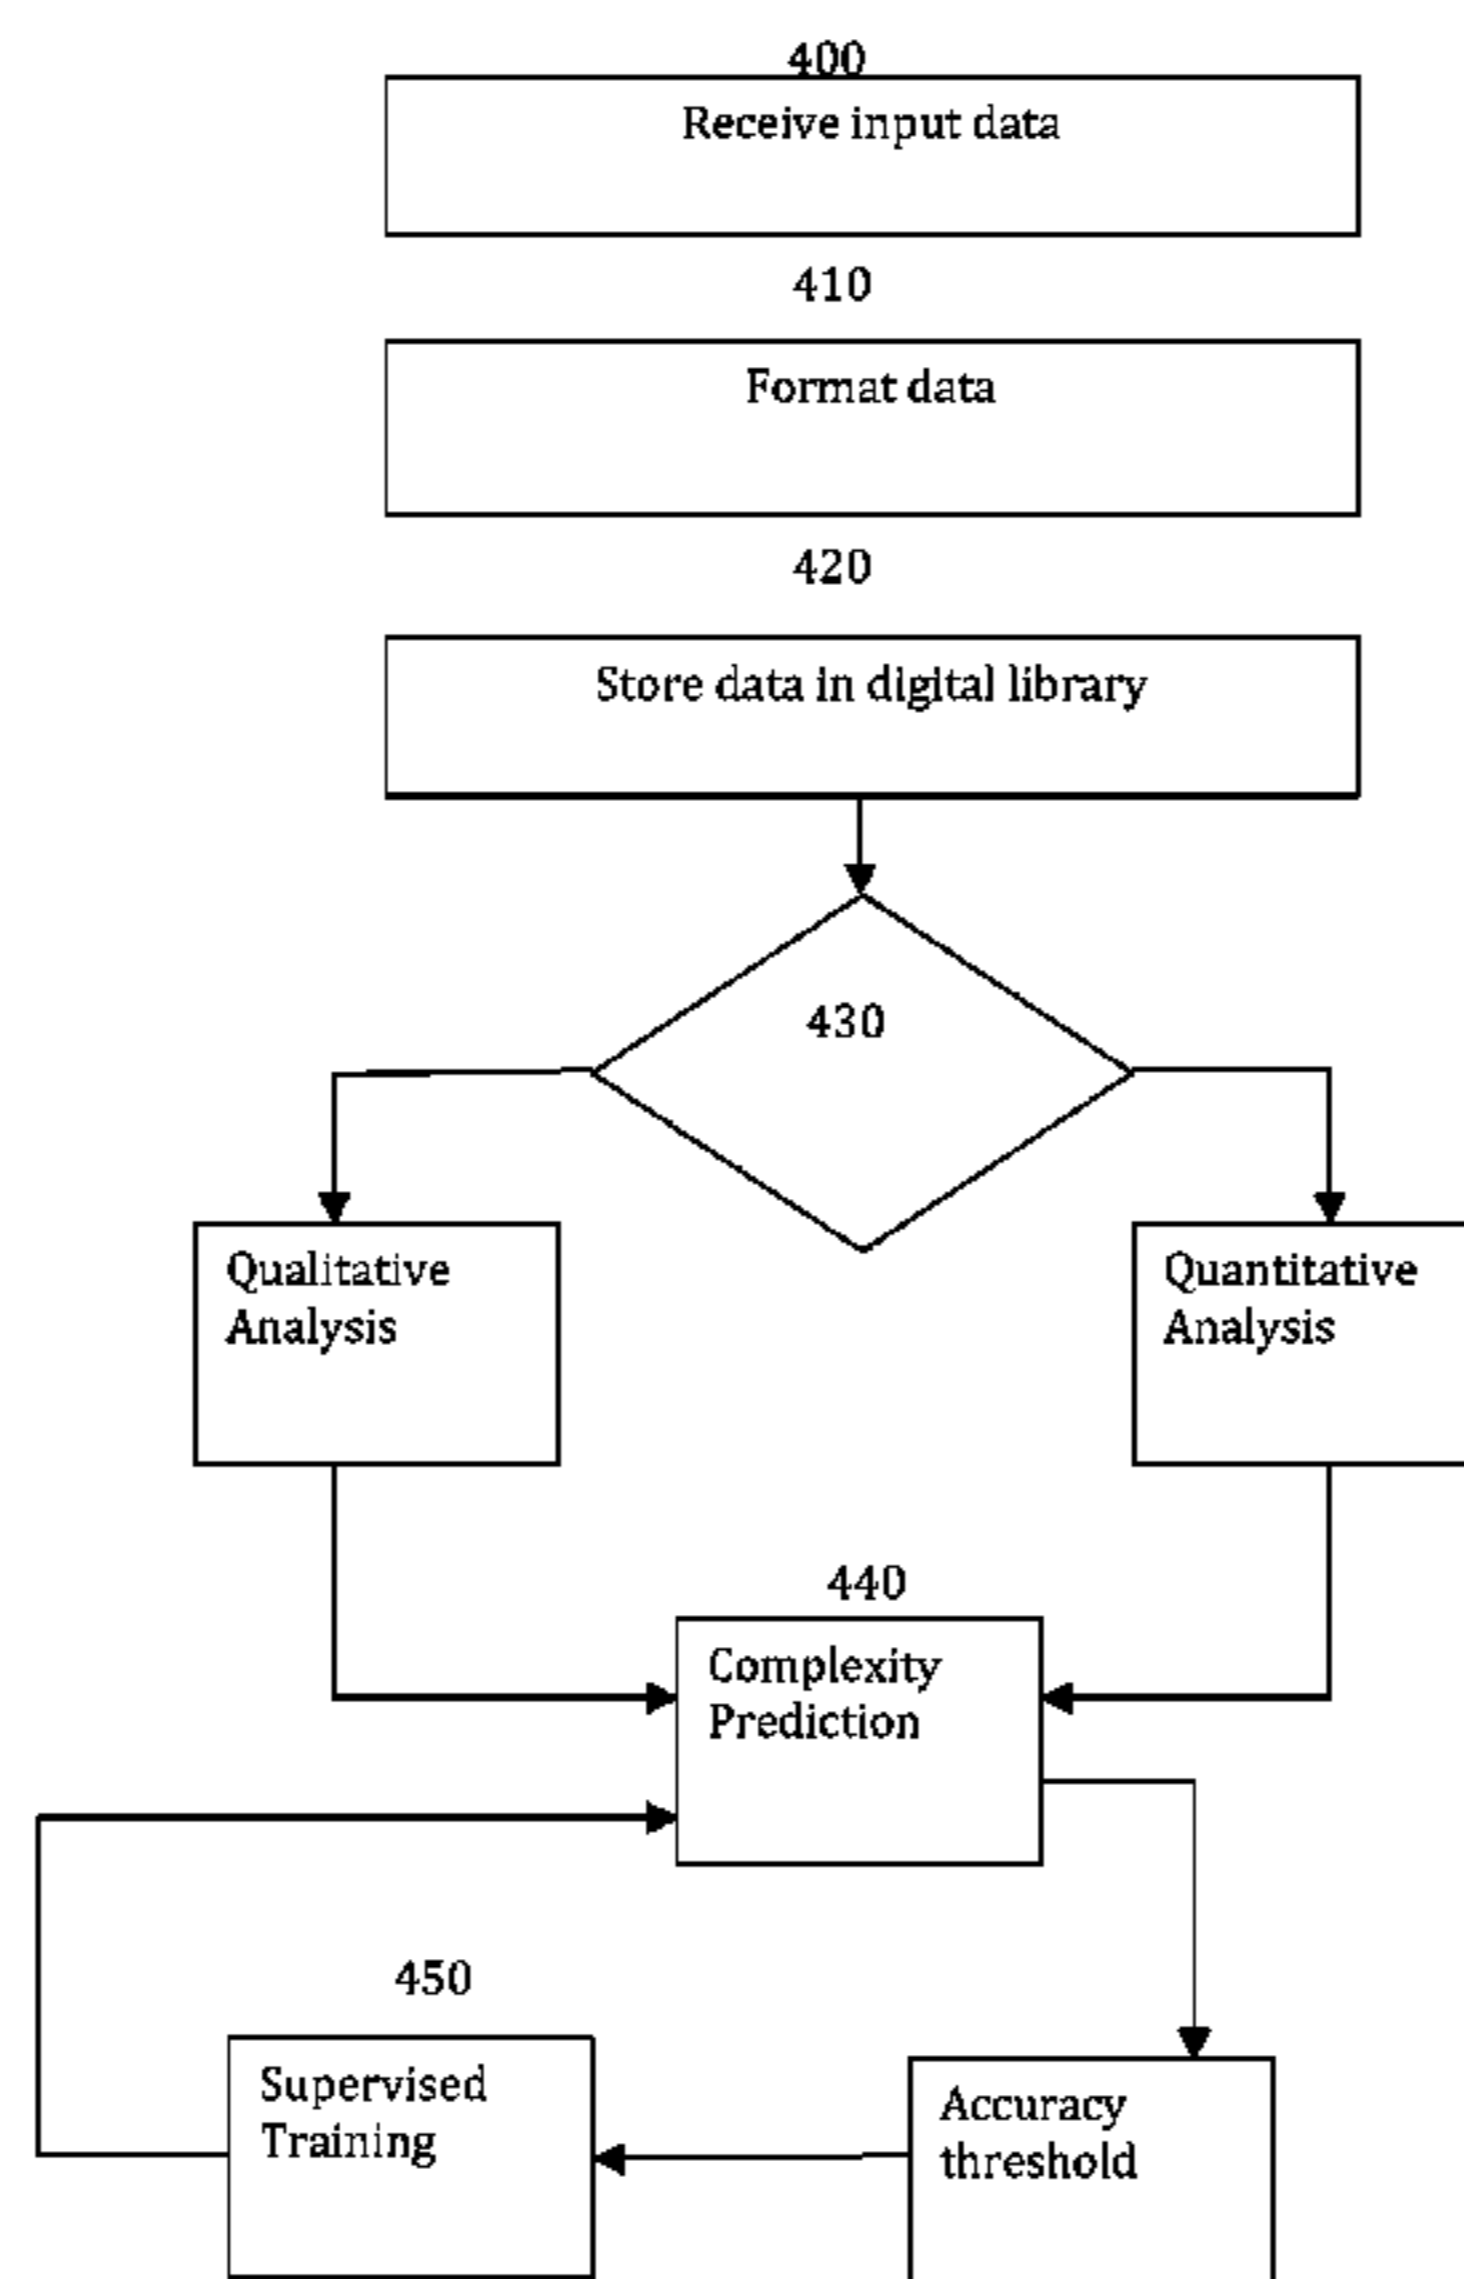 400
Receive input data
410
Format data
420
Store data in digital library
430
Qualitative
Analysis
Quantitative
Analysis
440
Complexity
Prediction
450
Supervised
Training
Accuracy
threshold